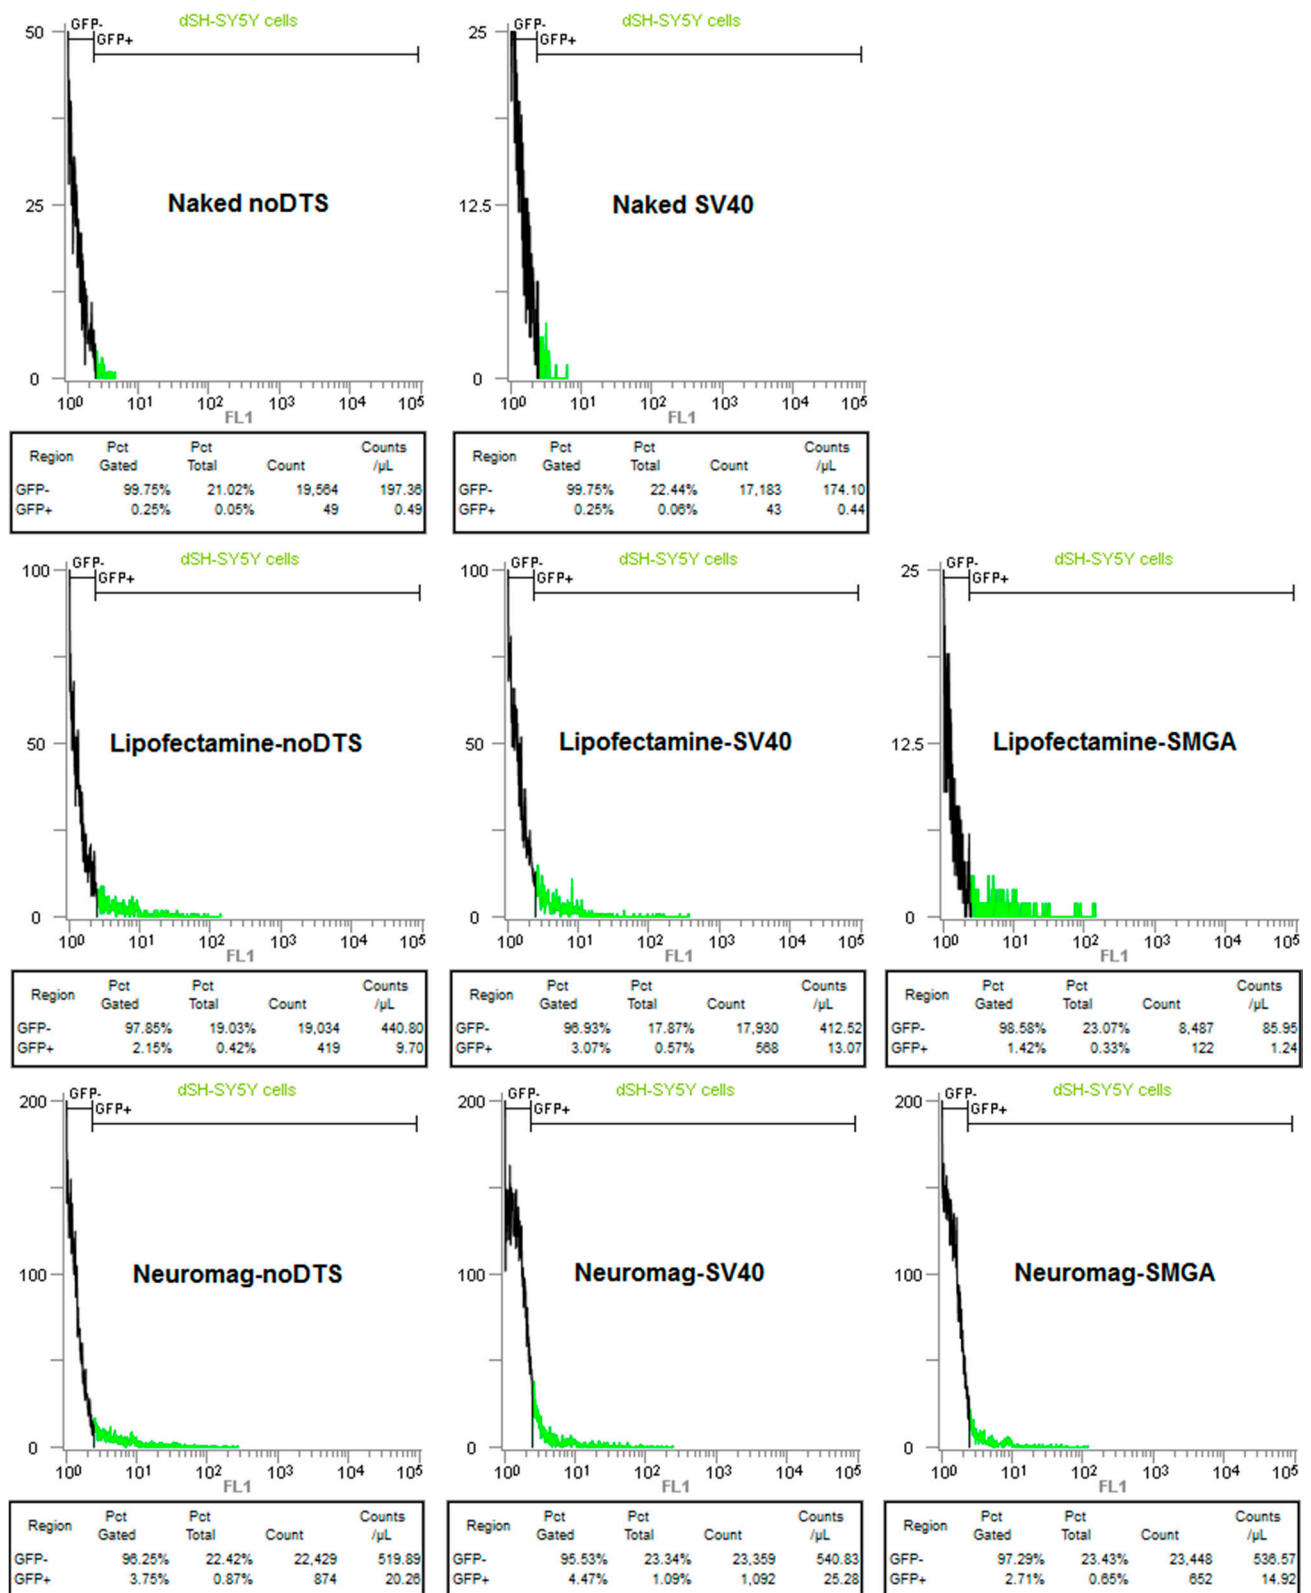 dSH-SY5Y cells
GFP-
GFP+
50
25
0
Naked noDTS
10^0 10^1 10^2 10^3 10^4 10^5
FL1
Region Pct Gated Pct Total Count Counts /µL
GFP- 99.75% 21.02% 19,564 197.36
GFP+ 0.25% 0.05% 49 0.49
dSH-SY5Y cells
GFP-
GFP+
25
12.5
0
Naked SV40
10^0 10^1 10^2 10^3 10^4 10^5
FL1
Region Pct Gated Pct Total Count Counts /µL
GFP- 99.75% 22.44% 17,183 174.10
GFP+ 0.25% 0.06% 43 0.44
dSH-SY5Y cells
GFP-
GFP+
100
50
0
Lipofectamine-noDTS
10^0 10^1 10^2 10^3 10^4 10^5
FL1
Region Pct Gated Pct Total Count Counts /µL
GFP- 97.85% 19.03% 19,034 440.80
GFP+ 2.15% 0.42% 419 9.70
dSH-SY5Y cells
GFP-
GFP+
100
50
0
Lipofectamine-SV40
10^0 10^1 10^2 10^3 10^4 10^5
FL1
Region Pct Gated Pct Total Count Counts /µL
GFP- 96.93% 17.87% 17,930 412.52
GFP+ 3.07% 0.57% 568 13.07
dSH-SY5Y cells
GFP-
GFP+
25
12.5
0
Lipofectamine-SMGA
10^0 10^1 10^2 10^3 10^4 10^5
FL1
Region Pct Gated Pct Total Count Counts /µL
GFP- 98.58% 23.07% 8,487 85.95
GFP+ 1.42% 0.33% 122 1.24
dSH-SY5Y cells
GFP-
GFP+
200
100
0
Neuromag-noDTS
10^0 10^1 10^2 10^3 10^4 10^5
FL1
Region Pct Gated Pct Total Count Counts /µL
GFP- 96.25% 22.42% 22,429 519.89
GFP+ 3.75% 0.87% 874 20.26
dSH-SY5Y cells
GFP-
GFP+
200
100
0
Neuromag-SV40
10^0 10^1 10^2 10^3 10^4 10^5
FL1
Region Pct Gated Pct Total Count Counts /µL
GFP- 95.53% 23.34% 23,359 540.83
GFP+ 4.47% 1.09% 1,092 25.28
dSH-SY5Y cells
GFP-
GFP+
200
100
0
Neuromag-SMGA
10^0 10^1 10^2 10^3 10^4 10^5
FL1
Region Pct Gated Pct Total Count Counts /µL
GFP- 97.29% 23.43% 23,448 536.57
GFP+ 2.71% 0.65% 652 14.92